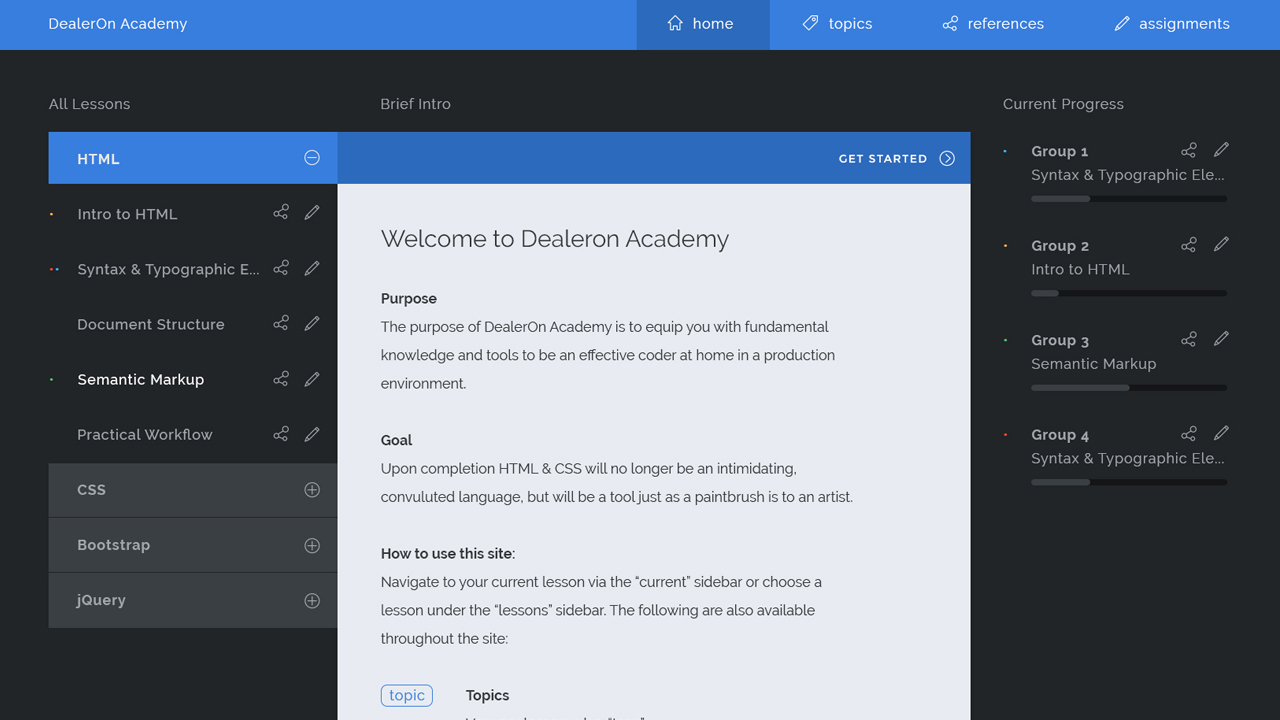 DealerOn Academy
home
topics
references
assignments
All Lessons
Brief Intro
Current Progress
HTML
GET STARTED
Intro to HTML
Syntax & Typographic E...
Document Structure
Semantic Markup
Practical Workflow
CSS
Bootstrap
jQuery
Welcome to Dealeron Academy
Purpose
The purpose of DealerOn Academy is to equip you with fundamental
knowledge and tools to be an effective coder at home in a production
environment.
Goal
Upon completion HTML & CSS will no longer be an intimidating,
convuluted language, but will be a tool just as a paintbrush is to an artist.
How to use this site:
Navigate to your current lesson via the “current” sidebar or choose a
lesson under the “lessons” sidebar. The following are also available
throughout the site:
topic
Topics
Group 1
Syntax & Typographic Ele...
Group 2
Intro to HTML
Group 3
Semantic Markup
Group 4
Syntax & Typographic Ele...